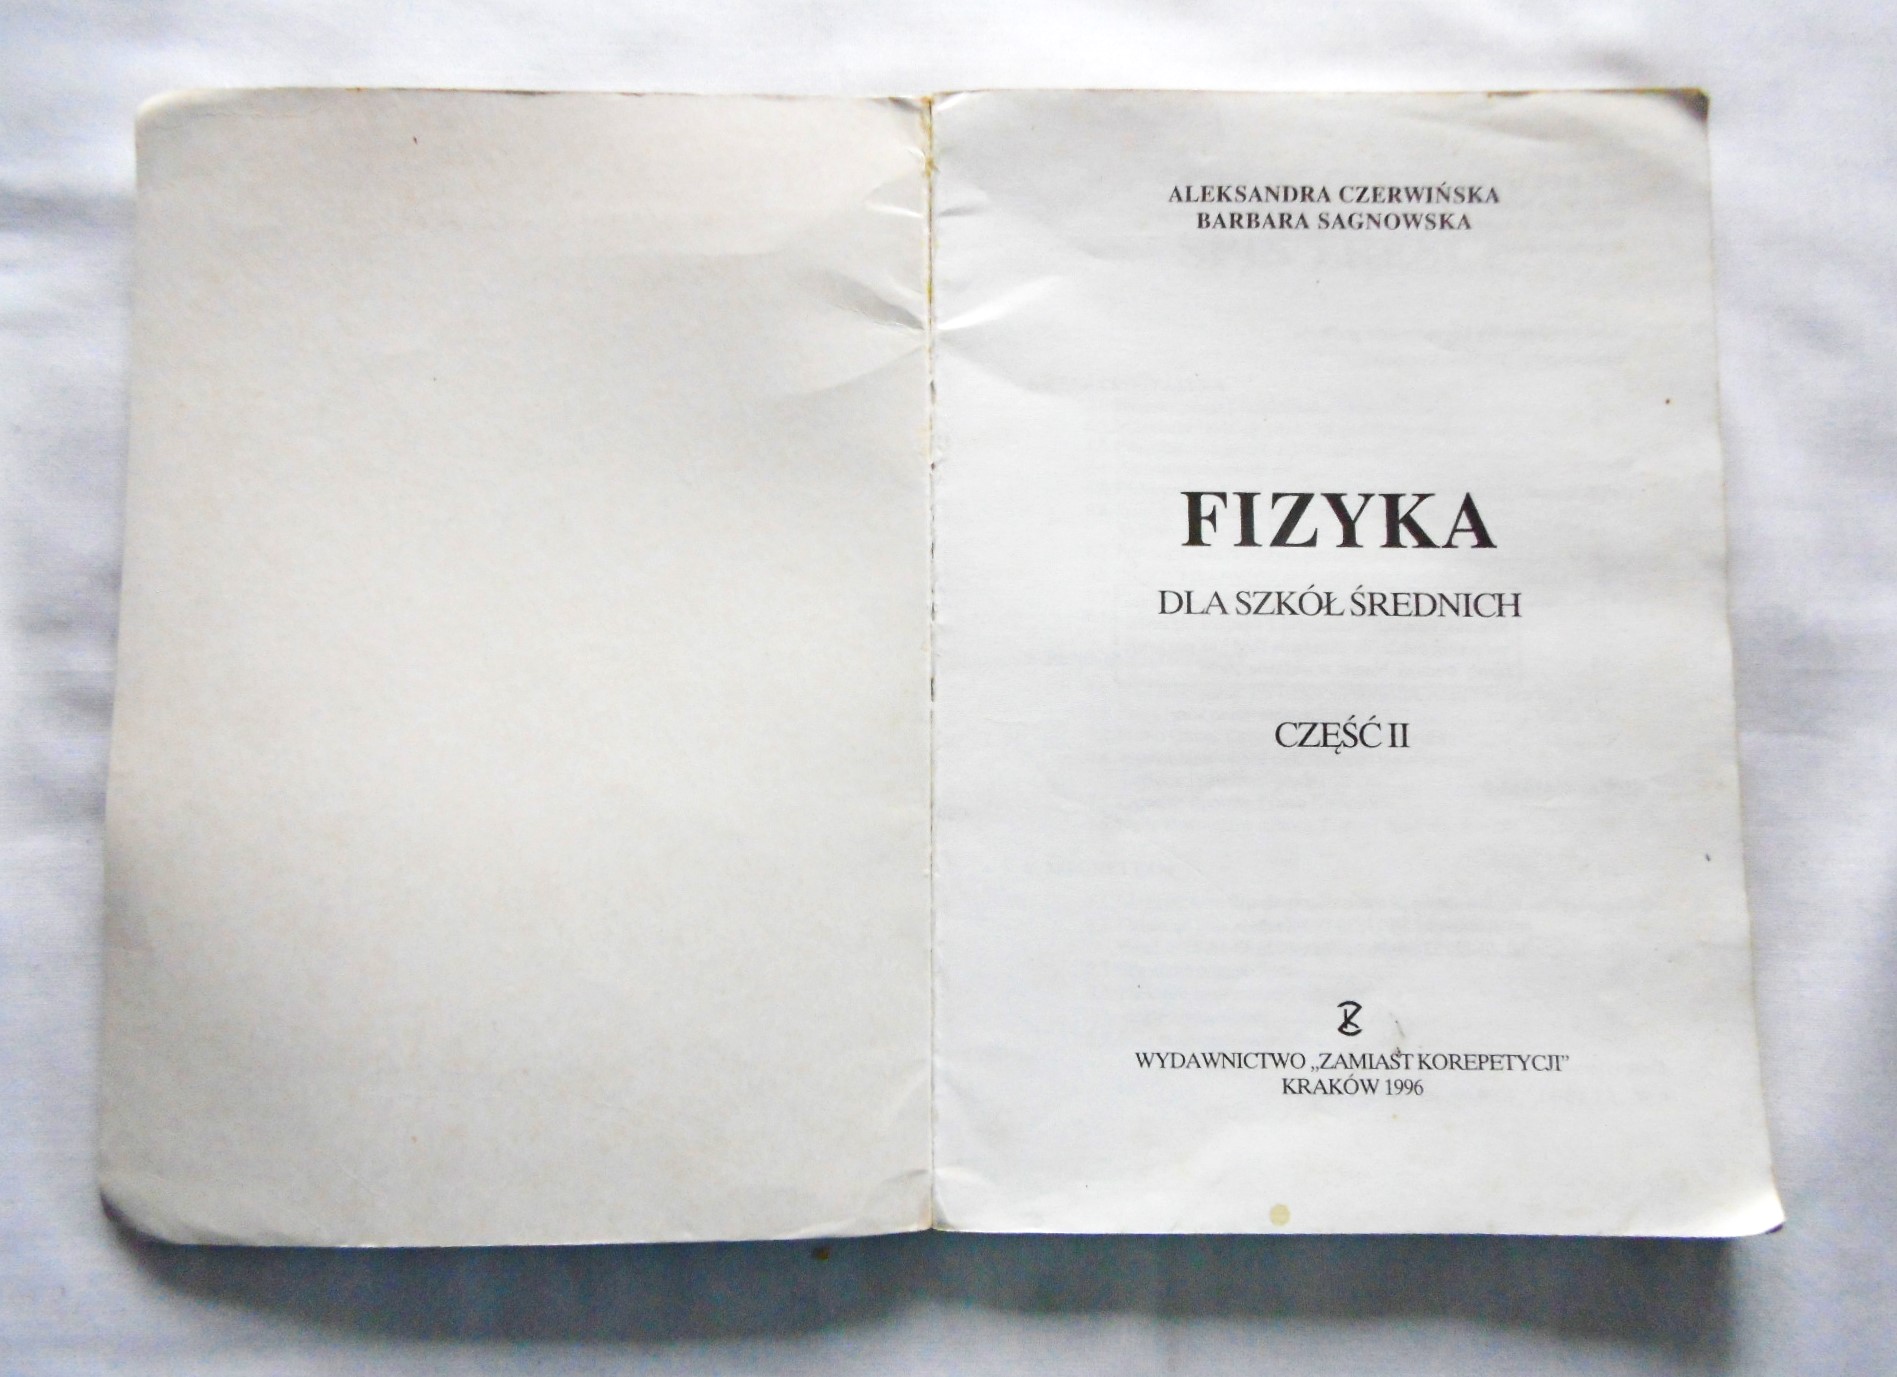 ALEKSANDRA CZERWIŃSKA
BARBARA SAGNOWSKA
FIZYKA
DLA SZKÓŁ ŚREDNICH
CZĘŚĆ II
WYDAWNICTWO „ZAMIAST KOREPETYCJI”
KRAKÓW 1996